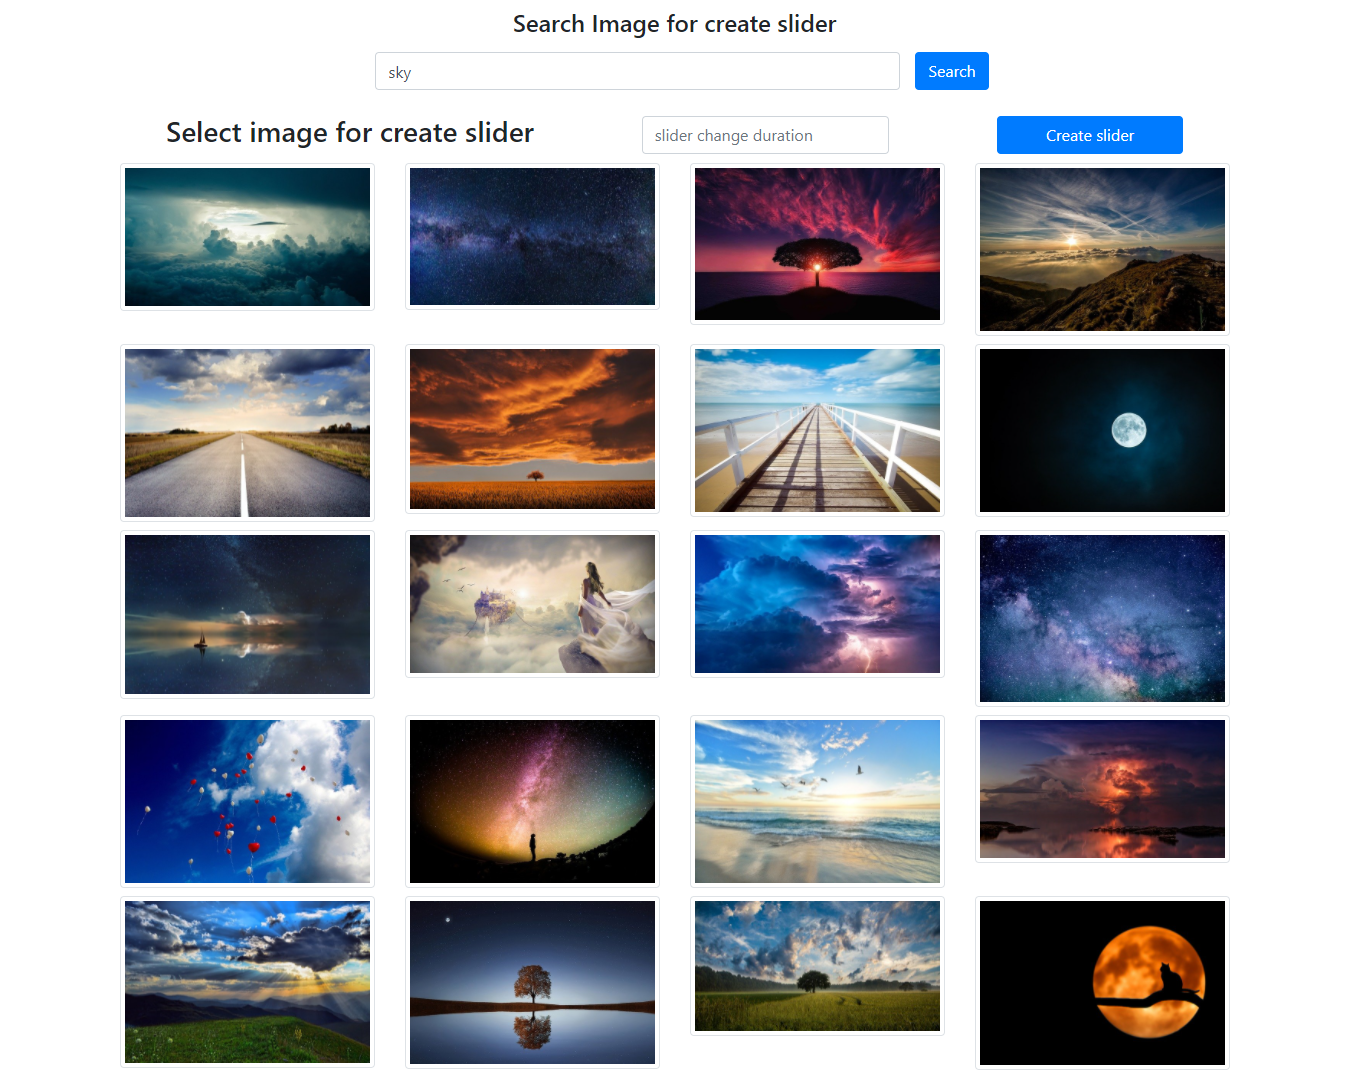 Search Image for create slider
sky
Search
Select image for create slider
slider change duration
Create slider